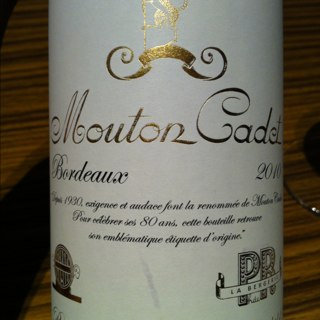 Mouton Cadet
Bordeaux 2010
Depuis 1930, exigence et audace font la renommée de Mouton
Pour célébrer ses 80 ans, cette bouteille retrouve
son emblématique étiquette d'origine."
LA BERGERIE